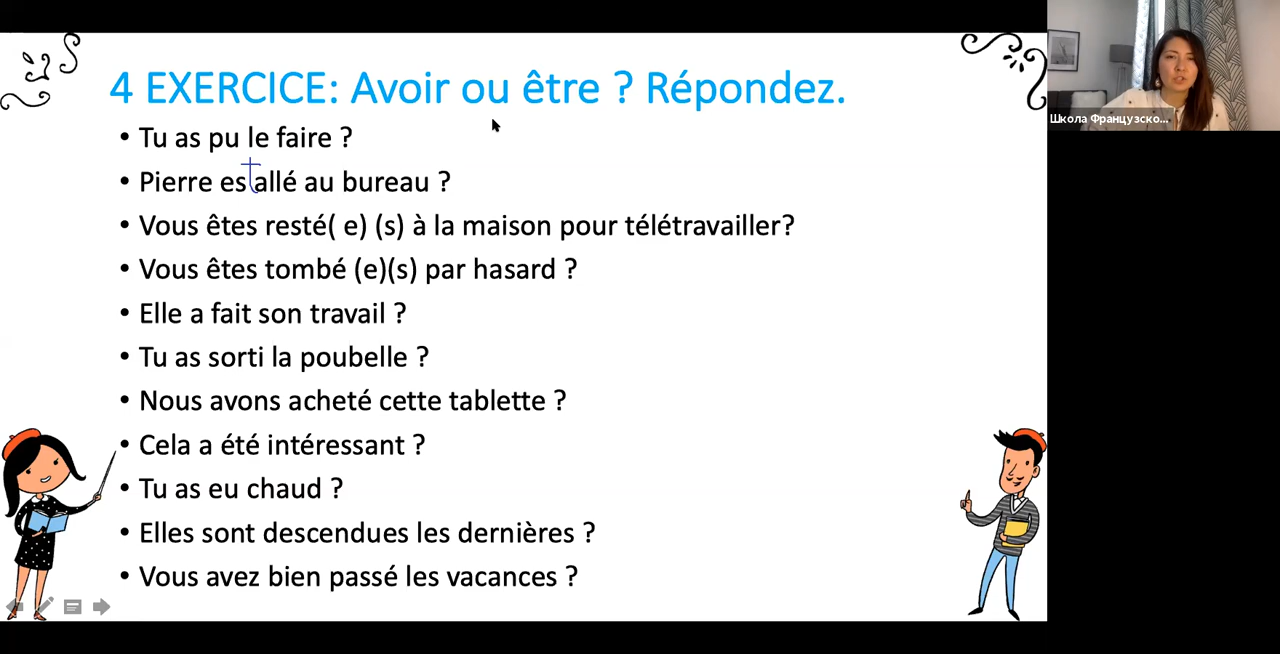 4 EXERCICE: Avoir ou être ? Répondez.
• Tu as pu le faire ?
• Pierre est allé au bureau ?
• Vous êtes resté( e) (s) à la maison pour télétravailler?
• Vous êtes tombé (e)(s) par hasard ?
• Elle a fait son travail ?
• Tu as sorti la poubelle ?
• Nous avons acheté cette tablette ?
• Cela a été intéressant ?
• Tu as eu chaud ?
• Elles sont descendues les dernières ?
• Vous avez bien passé les vacances ?
Школа Французско...